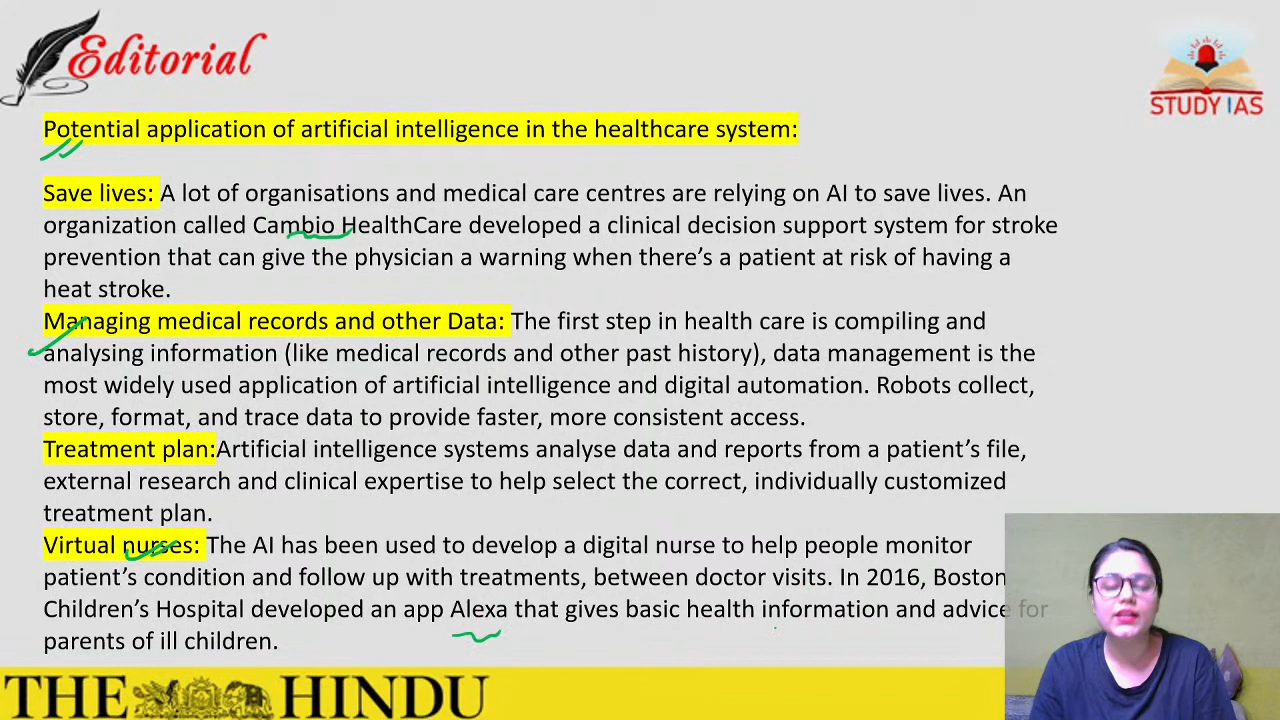 Editorial
STUDY IAS
Potential application of artificial intelligence in the healthcare system:
Save lives: A lot of organisations and medical care centres are relying on AI to save lives. An
organization called Cambio HealthCare developed a clinical decision support system for stroke
prevention that can give the physician a warning when there's a patient at risk of having a
heat stroke.
Managing medical records and other Data: The first step in health care is compiling and
analysing information (like medical records and other past history), data management is the
most widely used application of artificial intelligence and digital automation. Robots collect,
store, format, and trace data to provide faster, more consistent access.
Treatment plan:Artificial intelligence systems analyse data and reports from a patient's file,
external research and clinical expertise to help select the correct, individually customized
treatment plan.
Virtual nurses: The AI has been used to develop a digital nurse to help people monitor
patient's condition and follow up with treatments, between doctor visits. In 2016, Boston
Children's Hospital developed an app Alexa that gives basic health information and advice for
parents of ill children.
THE HINDU